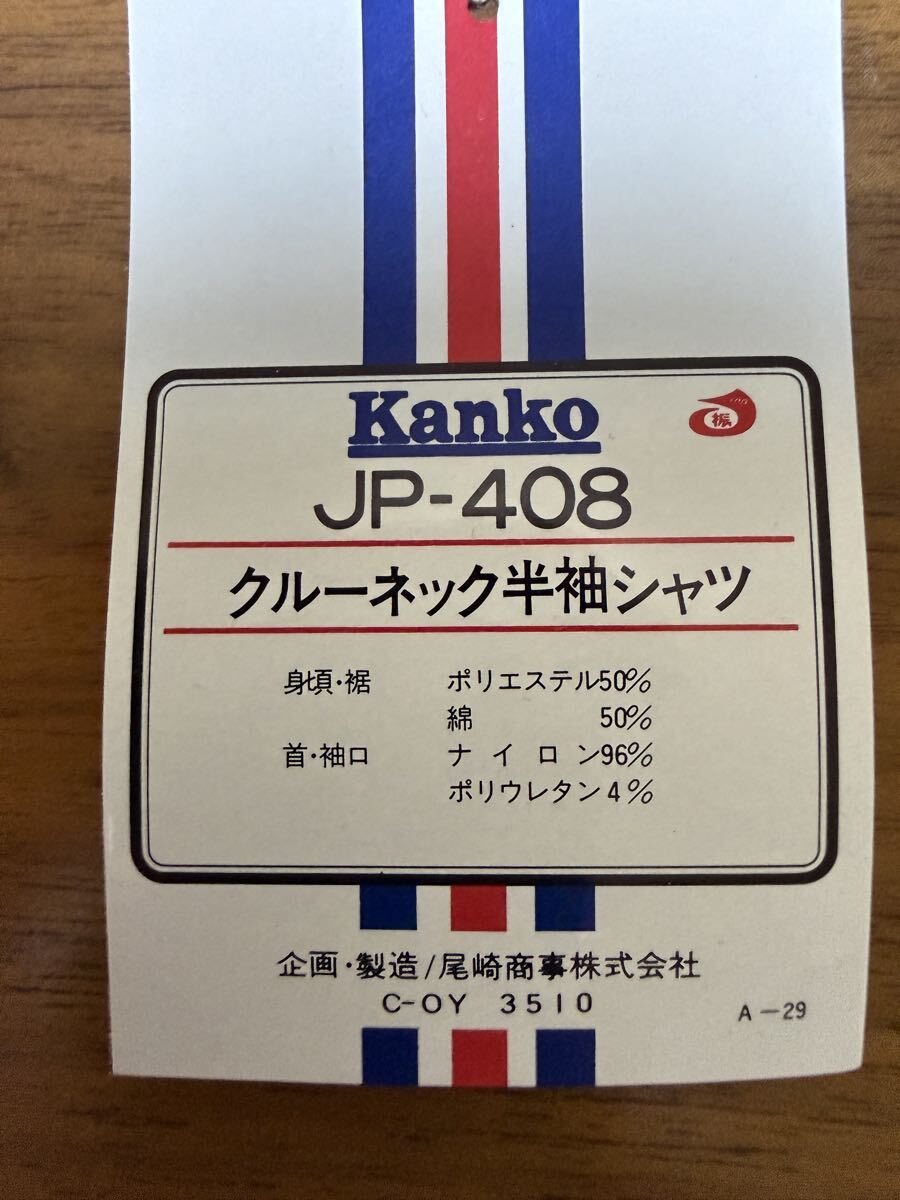 Kanko
振
JP-408
クルーネック半袖シャツ
身頃・裾 ポリエステル50%
綿 50%
首・袖口 ナイロン96%
ポリウレタン4%
企画・製造/尾崎商事株式会社
C-OY 3510
A-29